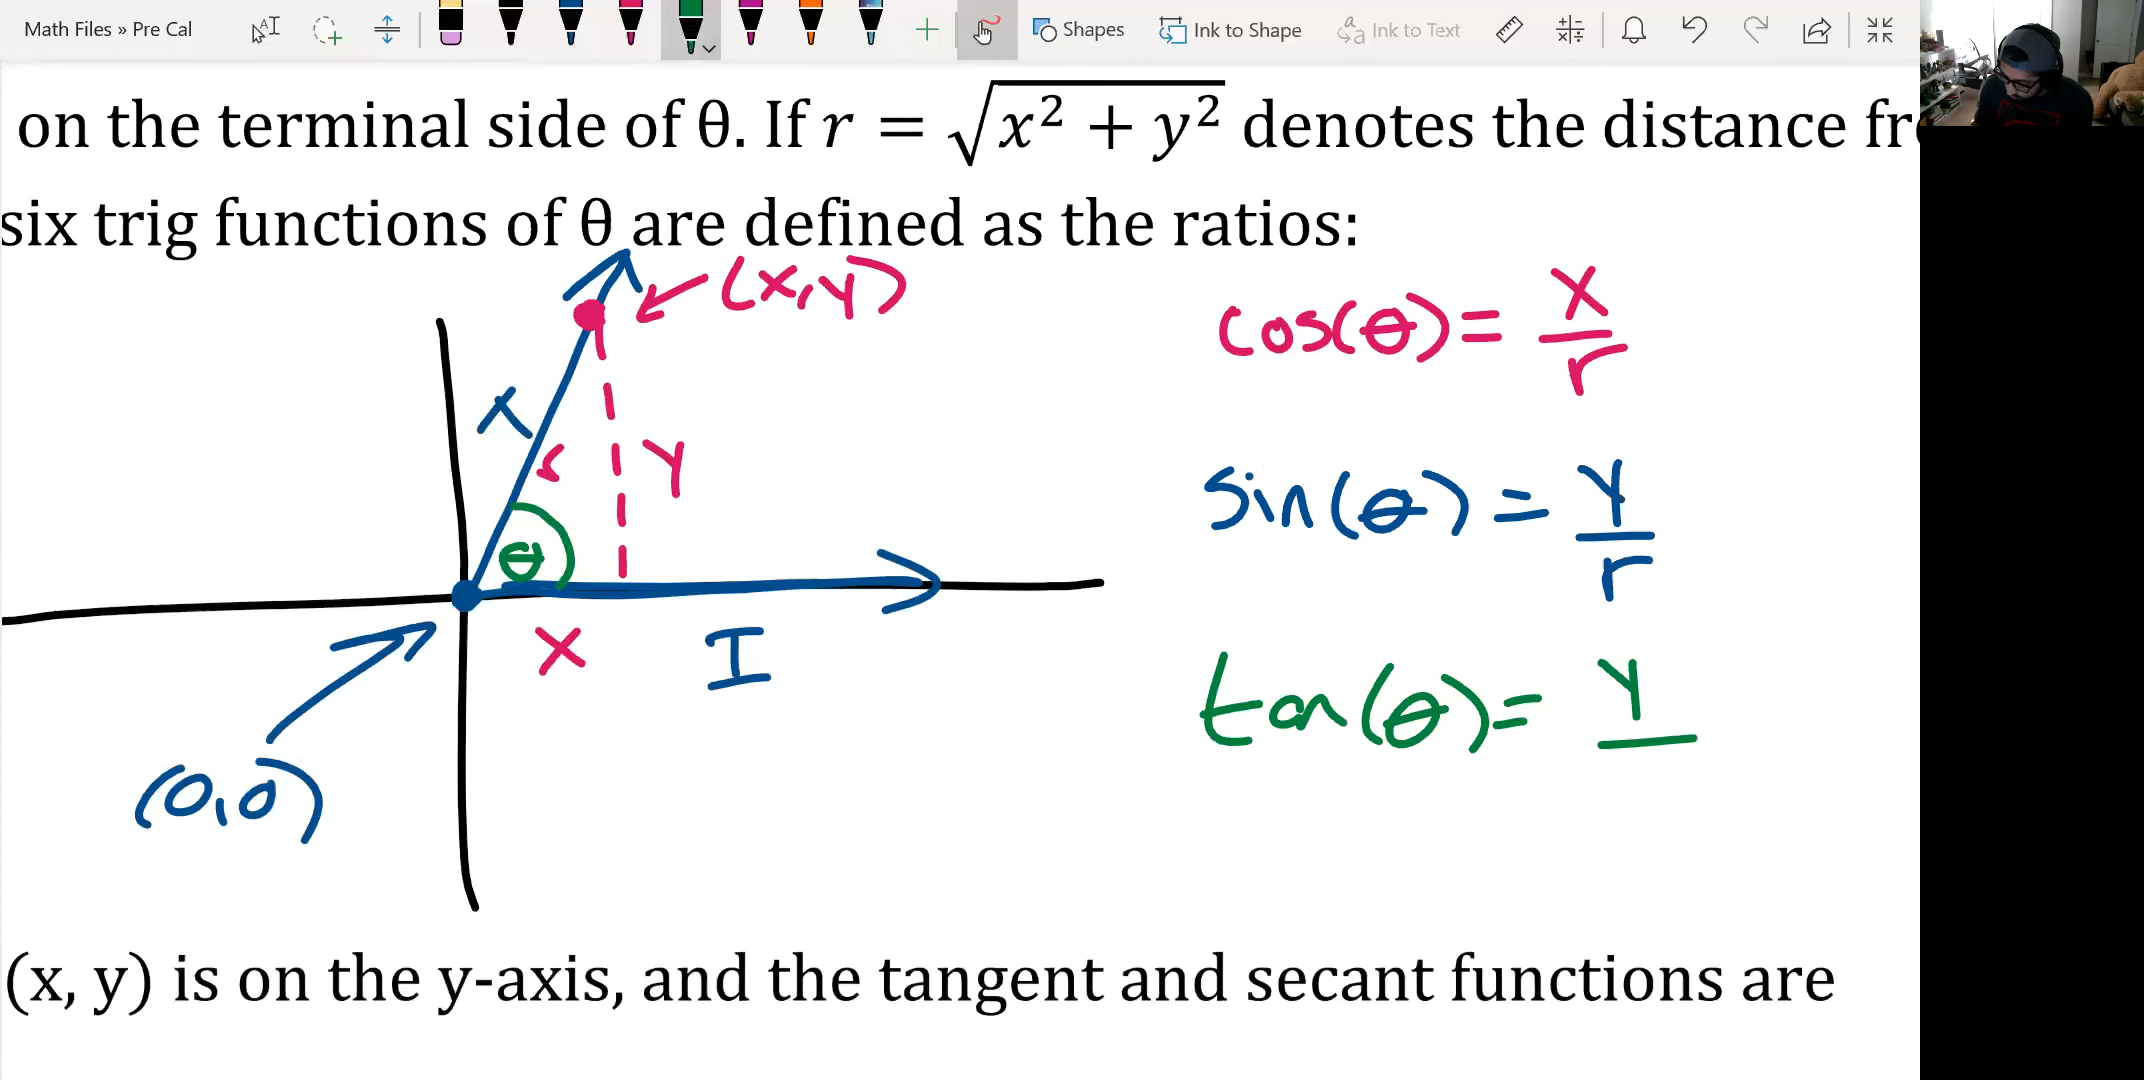 Math Files » Pre Cal
Shapes
Ink to Shape
Ink to Text
on the terminal side of θ. If r = √x² + y² denotes the distance fr
six trig functions of θ are defined as the ratios:
(x,y)
cos(θ) = x/r
r
y
sin(θ) = y/r
θ
x
I
tan(θ) = y
(0,0)
(x, y) is on the y-axis, and the tangent and secant functions are